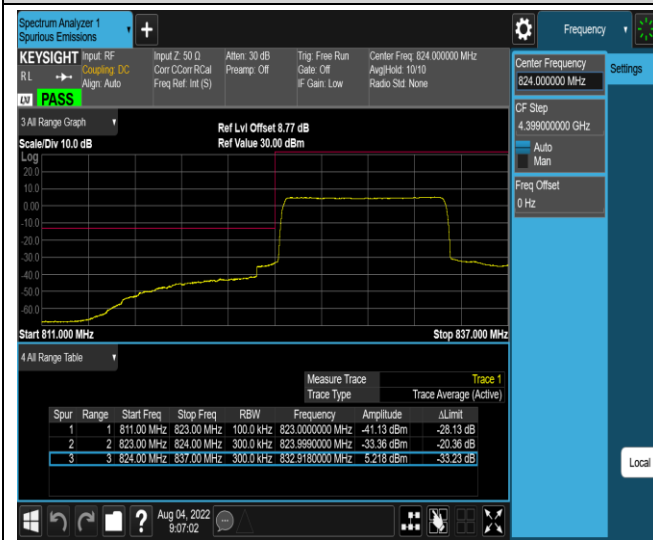 Spectrum Analyzer 1
Spurious Emissions
+
Frequency
KEYSIGHT
R L
LXI
PASS
Input: RF
Coupling: DC
Align: Auto
Input Z: 50 Ω
Corr CCorr RCal
Freq Ref: Int (S)
Atten: 30 dB
Preamp: Off
Trig: Free Run
Gate: Off
IF Gain: Low
Center Freq: 824.000000 MHz
Avg|Hold: 10/10
Radio Std: None
Center Frequency
824.000000 MHz
Settings
CF Step
4.399000000 GHz
Auto
Man
Freq Offset
0 Hz
3 All Range Graph
Scale/Div 10.0 dB
Ref Lvl Offset 8.77 dB
Ref Value 30.00 dBm
Log
20.0
10.0
0.00
-10.0
-20.0
-30.0
-40.0
-50.0
-60.0
Start 811.000 MHz
Stop 837.000 MHz
4 All Range Table
Measure Trace Trace 1
Trace Type Trace Average (Active)
Spur Range Start Freq Stop Freq RBW Frequency Amplitude ΔLimit
1 1 811.00 MHz 823.00 MHz 100.0 kHz 823.0000000 MHz -41.13 dBm -28.13 dB
2 2 823.00 MHz 824.00 MHz 300.0 kHz 823.9990000 MHz -33.36 dBm -20.36 dB
3 3 824.00 MHz 837.00 MHz 300.0 kHz 832.9180000 MHz 5.218 dBm -33.23 dB
Local
?
Aug 04, 2022
9:07:02